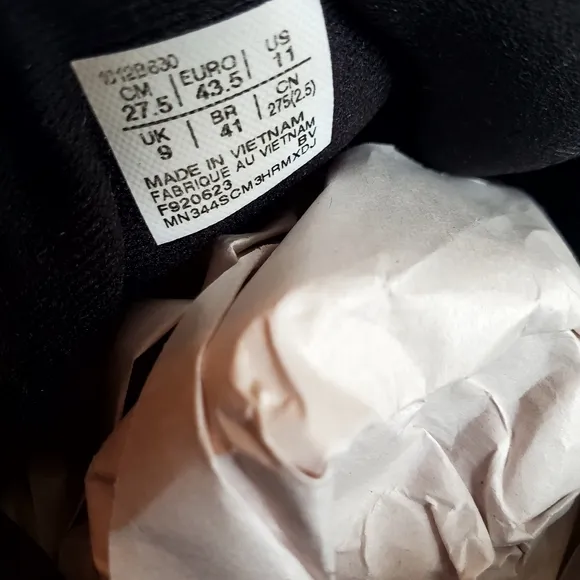 1012B630
CM | EURO | US
27.5 | 43.5 | 11
UK | BR | CN
9 | 41 | 275(2.5)
MADE IN VIETNAM
FABRIQUE AU VIETNAM
F920623 BV
MN344SCM3HRMXDJ